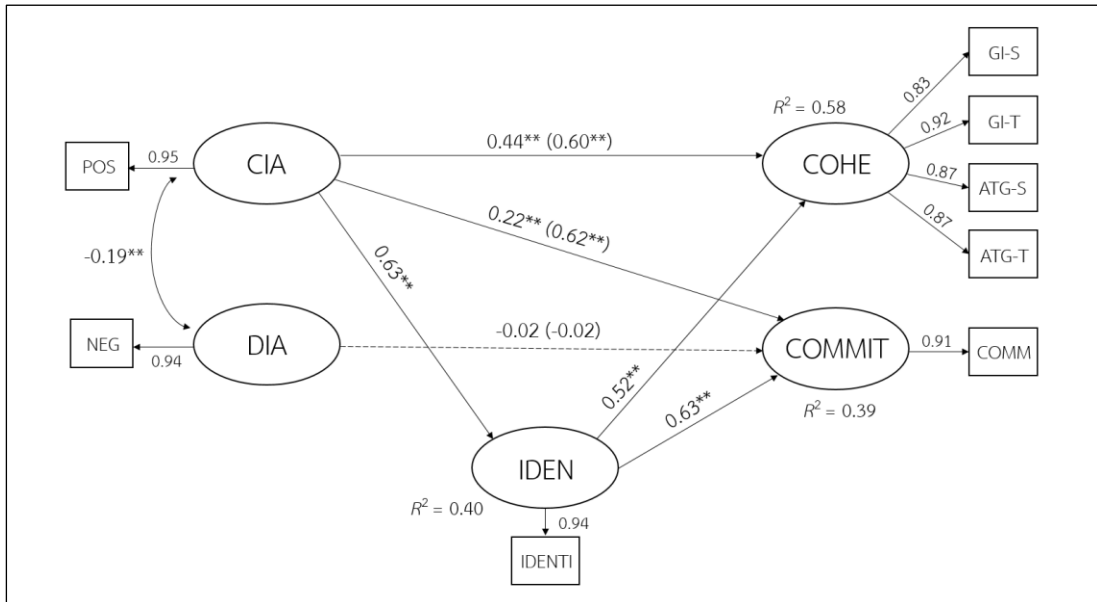 GI-S
0.83
R² = 0.58
GI-T
0.92
0.44** (0.60**)
POS
0.95
CIA
COHE
0.87
ATG-S
0.22** (0.62**)
0.87
ATG-T
-0.19**
0.63**
-0.02 (-0.02)
NEG
0.94
DIA
COMMIT
0.91
COMM
0.52**
0.63**
R² = 0.39
IDEN
R² = 0.40
0.94
IDENTI